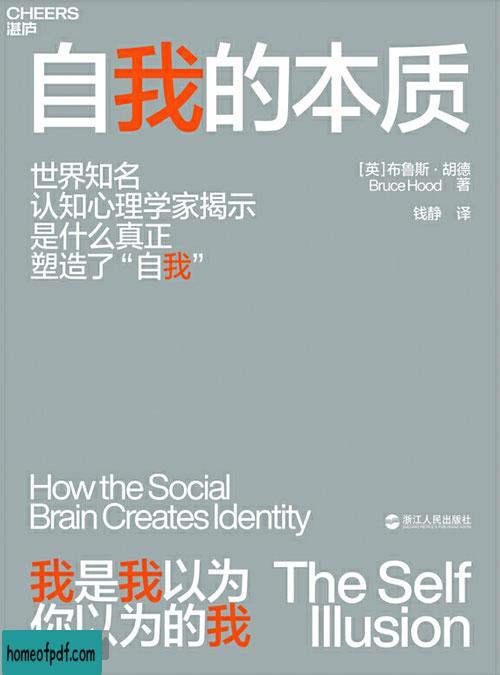 CHEERS
湛庐
自我的本质
世界知名
认知心理学家揭示
是什么真正
塑造了“自我”
[英]布鲁斯·胡德
Bruce Hood 著
钱静 译
How the Social
Brain Creates Identity
浙江人民出版社
我是我以为
你以为的我
The Self
Illusion
homeofpdf.com